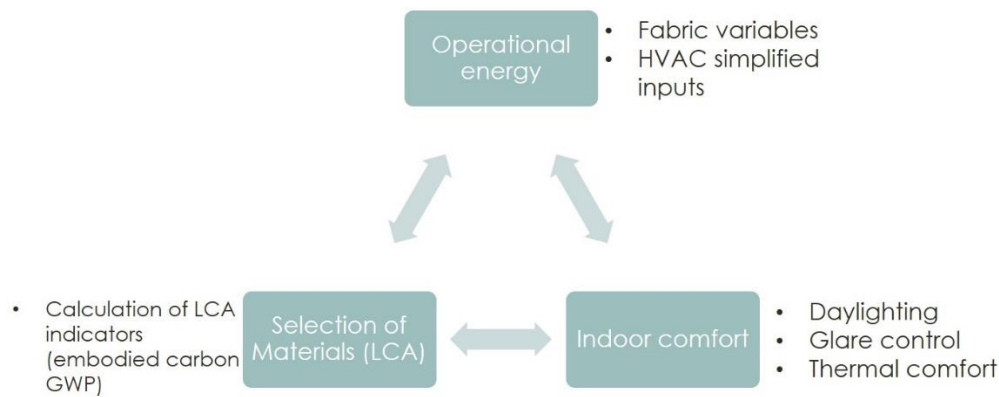 Operational
energy
• Fabric variables
• HVAC simplified
inputs
• Calculation of LCA
indicators
(embodied carbon
GWP)
Selection of
Materials (LCA)
Indoor comfort
• Daylighting
• Glare control
• Thermal comfort